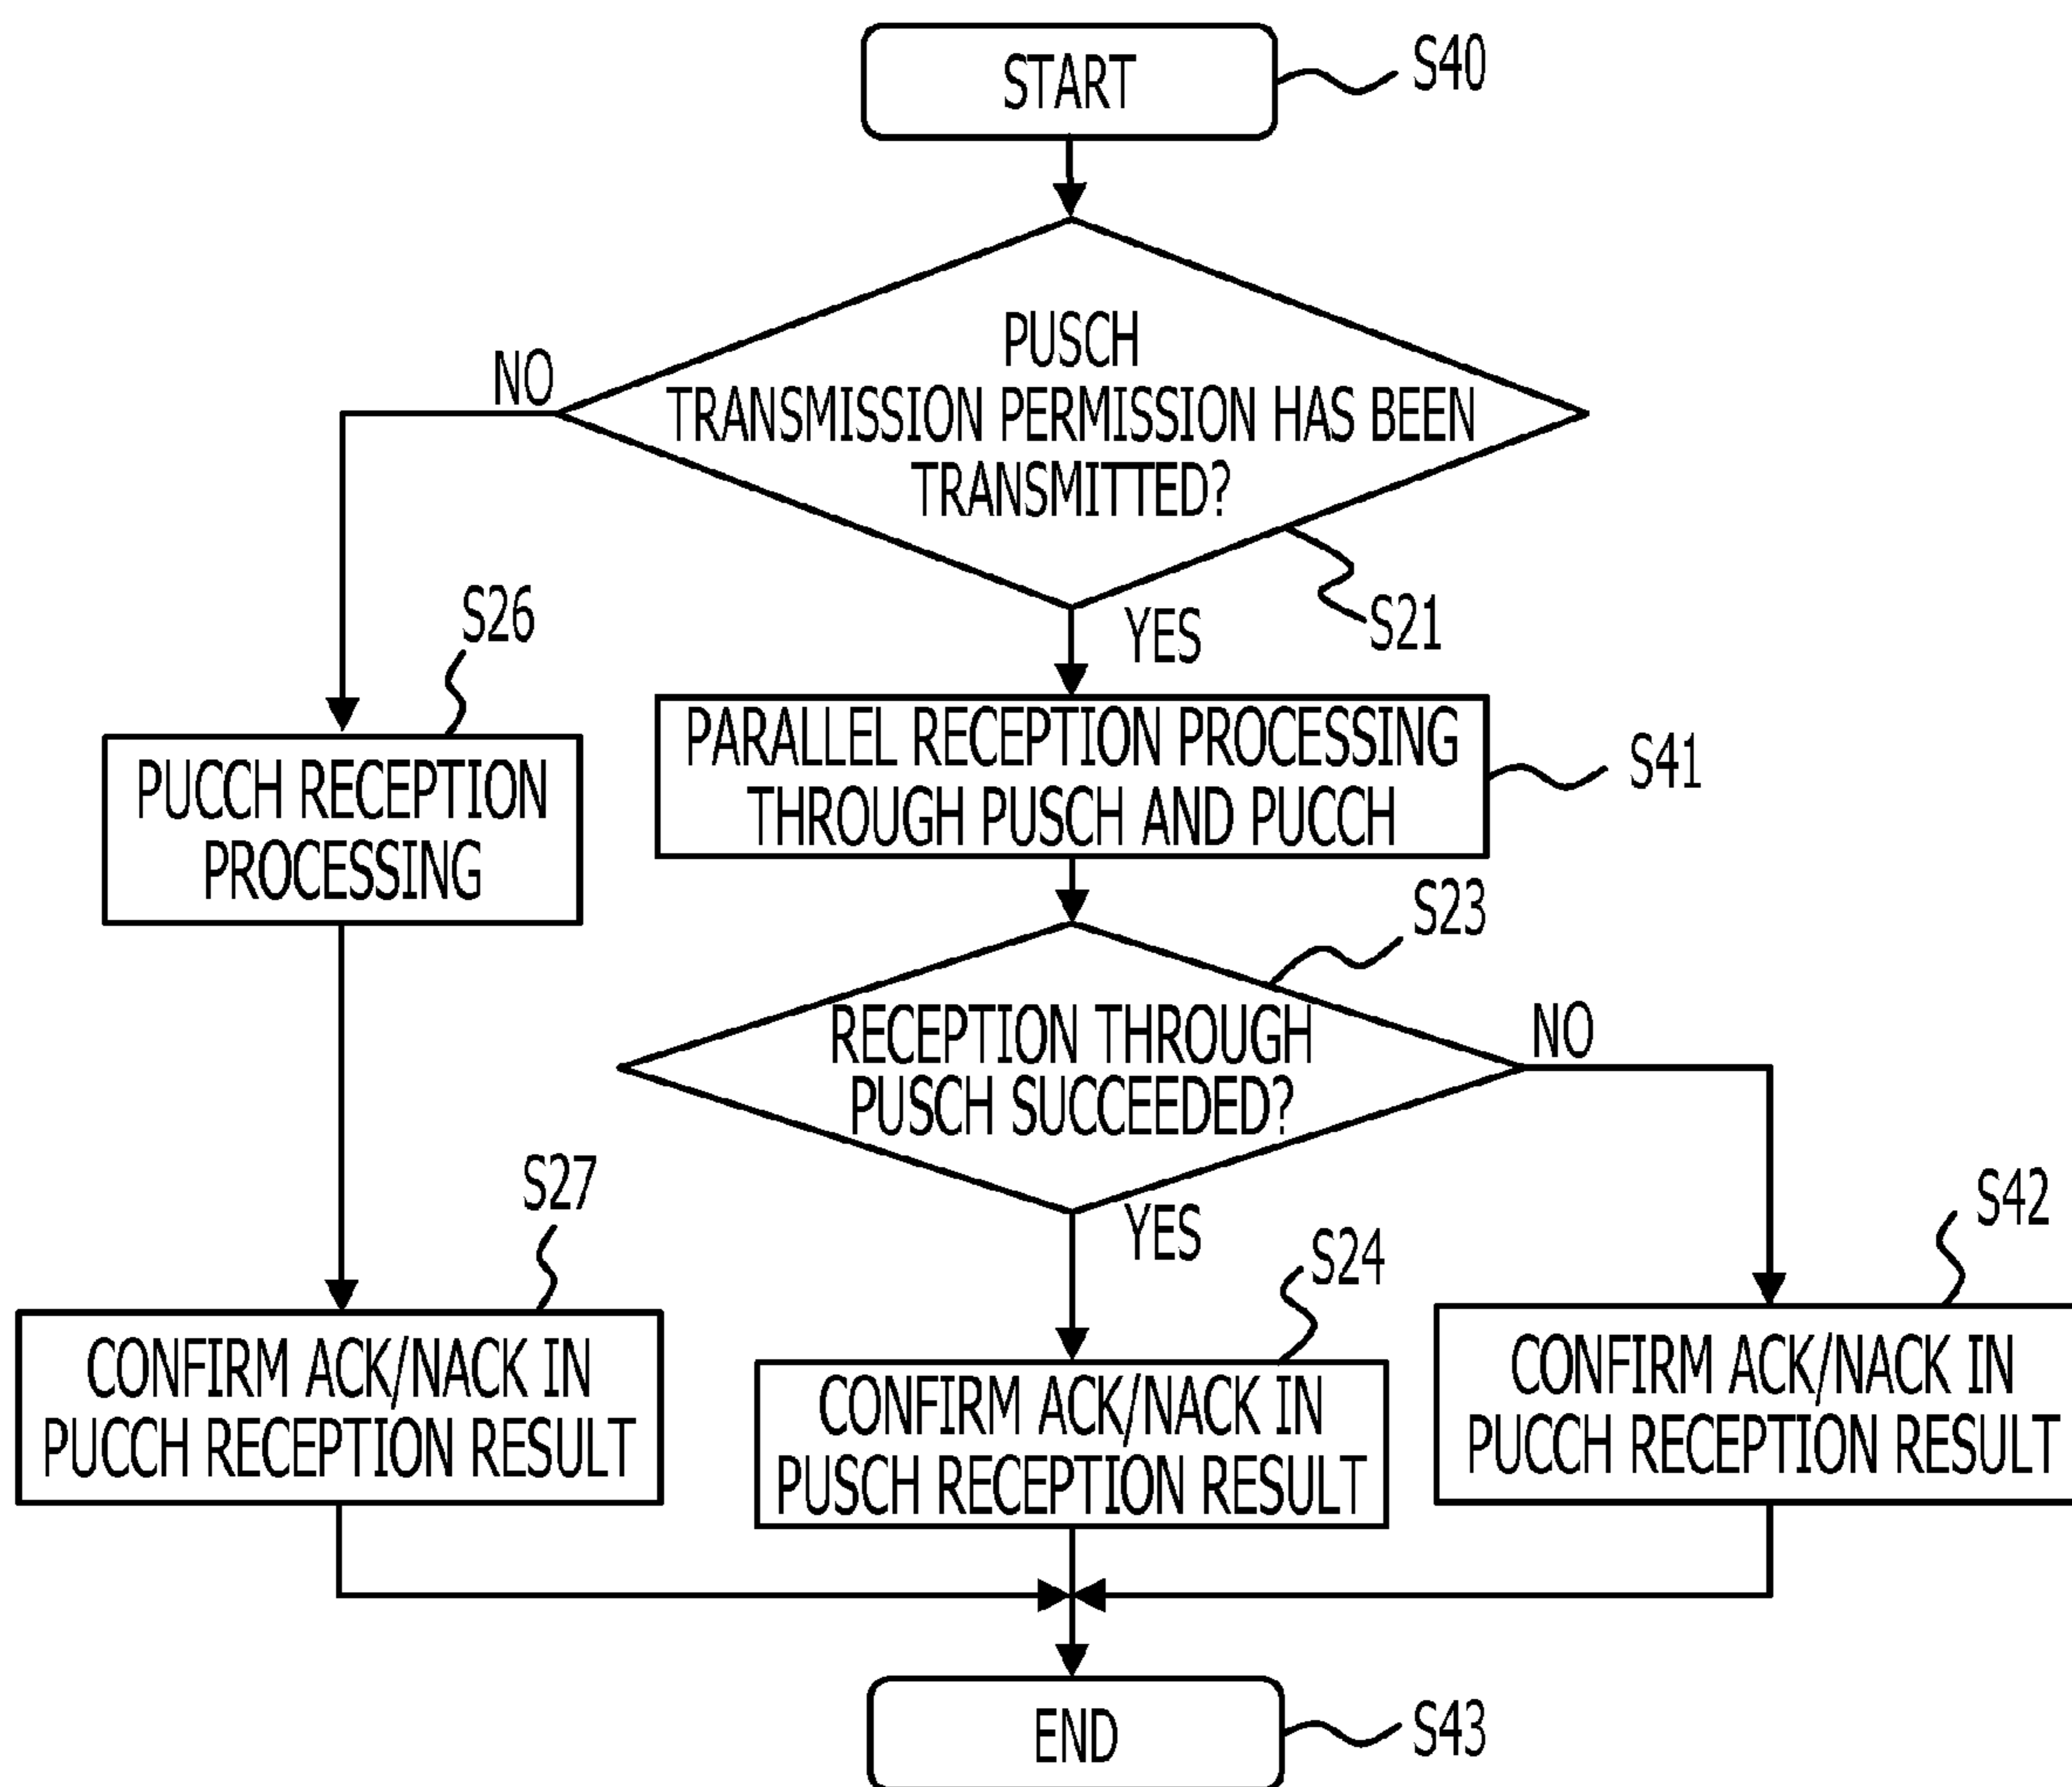 START
S40
PUSCH
TRANSMISSION PERMISSION HAS BEEN
TRANSMITTED?
NO
S21
YES
S26
PUCCH RECEPTION
PROCESSING
PARALLEL RECEPTION PROCESSING
THROUGH PUSCH AND PUCCH
S41
S23
RECEPTION THROUGH
PUSCH SUCCEEDED?
NO
YES
S27
CONFIRM ACK/NACK IN
PUCCH RECEPTION RESULT
S24
CONFIRM ACK/NACK IN
PUSCH RECEPTION RESULT
S42
CONFIRM ACK/NACK IN
PUCCH RECEPTION RESULT
END
S43